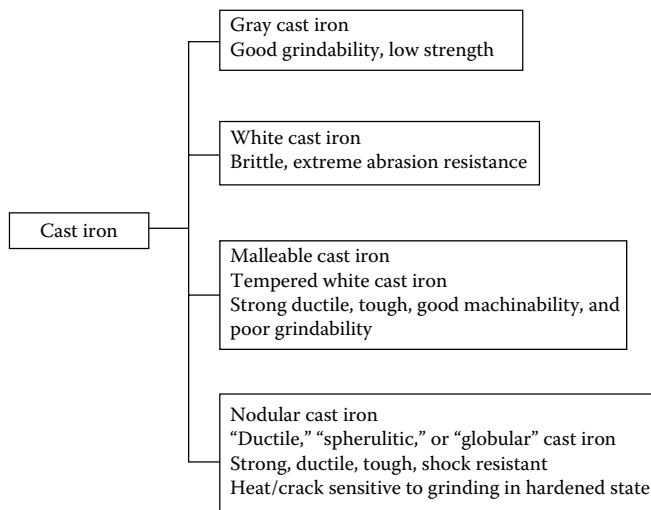 Gray cast iron
Good grindability, low strength
White cast iron
Brittle, extreme abrasion resistance
Cast iron
Malleable cast iron
Tempered white cast iron
Strong ductile, tough, good machinability, and
poor grindability
Nodular cast iron
“Ductile,” “spherulitic,” or “globular” cast iron
Strong, ductile, tough, shock resistant
Heat/crack sensitive to grinding in hardened state